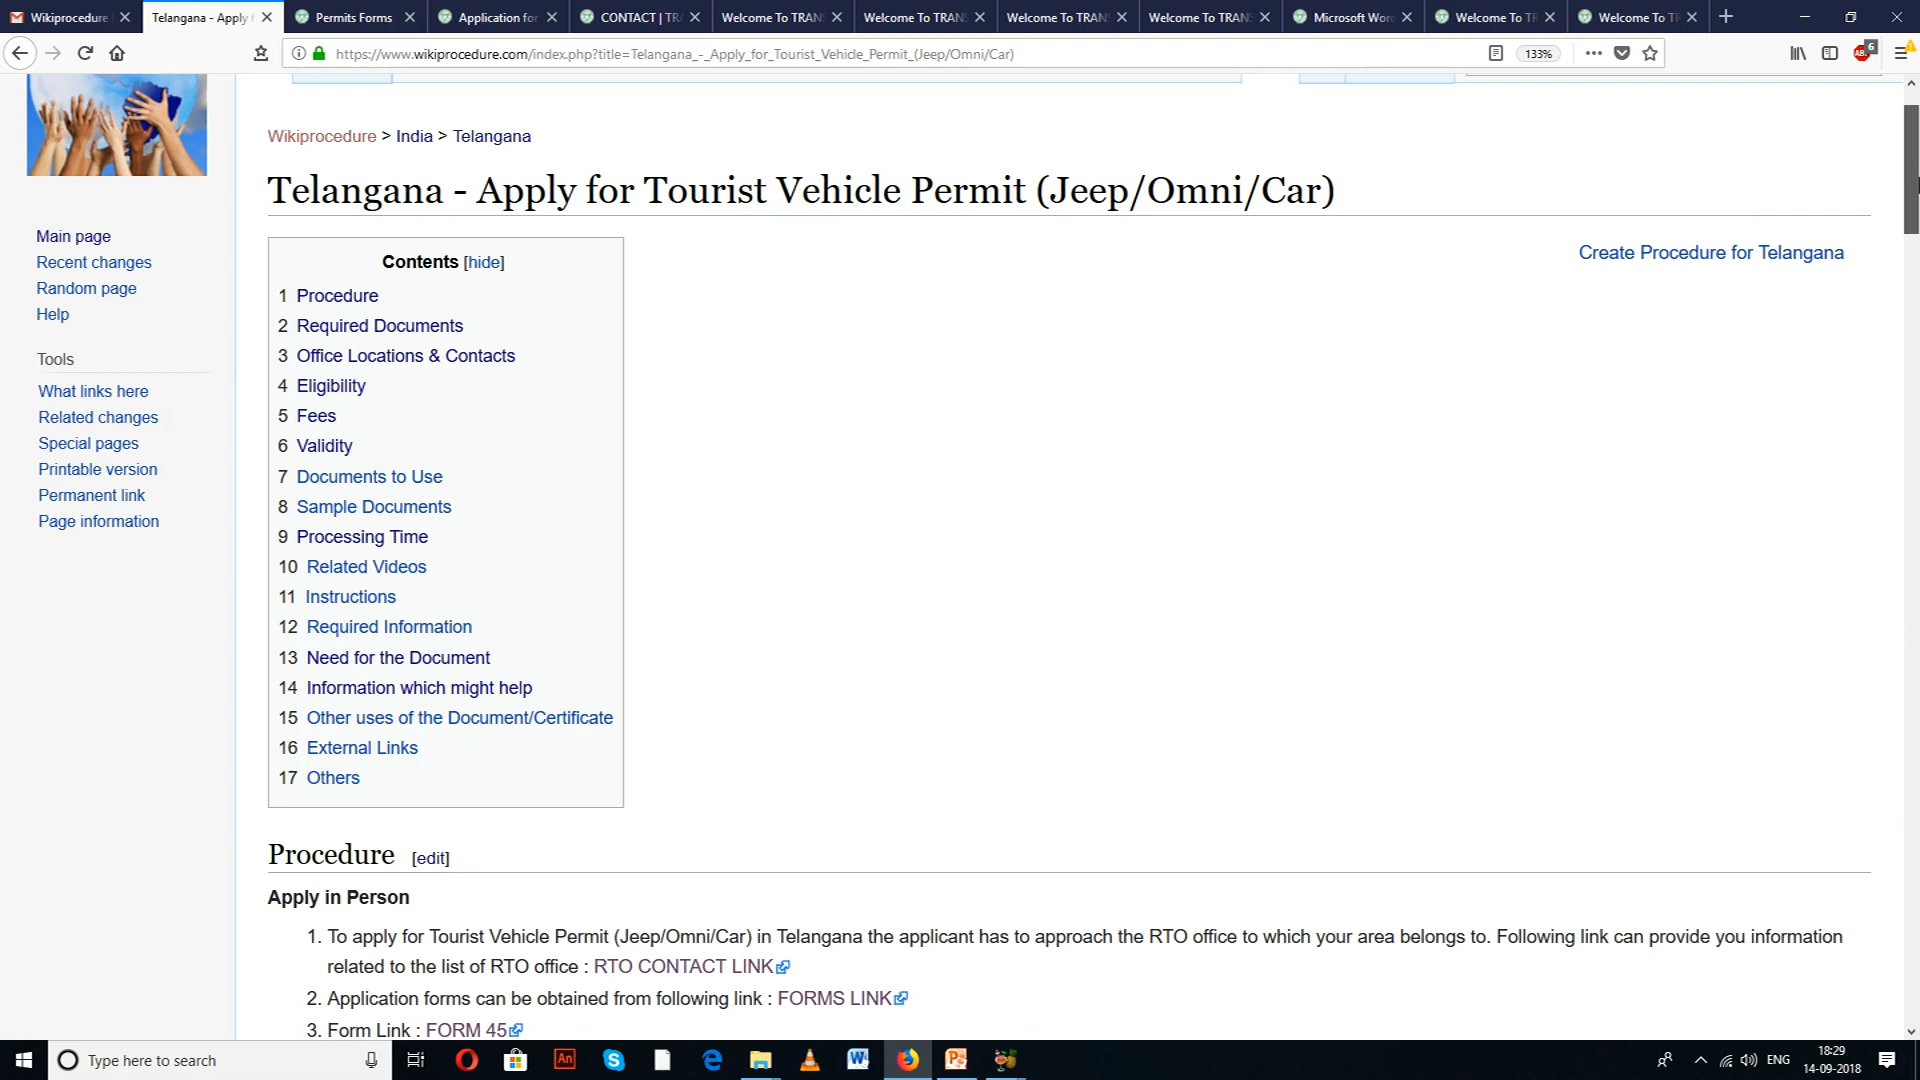 Wikiprocedure
Telangana - Apply f
Permits Forms
Application for
CONTACT | TRA
Welcome To TRANS
Welcome To TRANS
Welcome To TRANS
Welcome To TRANS
Microsoft Word
Welcome To TR
Welcome To TR
https://www.wikiprocedure.com/index.php?title=Telangana_-_Apply_for_Tourist_Vehicle_Permit_(Jeep/Omni/Car)
133%
6
Wikiprocedure > India > Telangana
Telangana - Apply for Tourist Vehicle Permit (Jeep/Omni/Car)
Create Procedure for Telangana
Main page
Recent changes
Random page
Help
Tools
What links here
Related changes
Special pages
Printable version
Permanent link
Page information
Contents [hide]
1 Procedure
2 Required Documents
3 Office Locations & Contacts
4 Eligibility
5 Fees
6 Validity
7 Documents to Use
8 Sample Documents
9 Processing Time
10 Related Videos
11 Instructions
12 Required Information
13 Need for the Document
14 Information which might help
15 Other uses of the Document/Certificate
16 External Links
17 Others
Procedure [edit]
Apply in Person
1. To apply for Tourist Vehicle Permit (Jeep/Omni/Car) in Telangana the applicant has to approach the RTO office to which your area belongs to. Following link can provide you information
related to the list of RTO office : RTO CONTACT LINK
2. Application forms can be obtained from following link : FORMS LINK
3. Form Link : FORM 45
Type here to search
An
ENG
18:29
14-09-2018